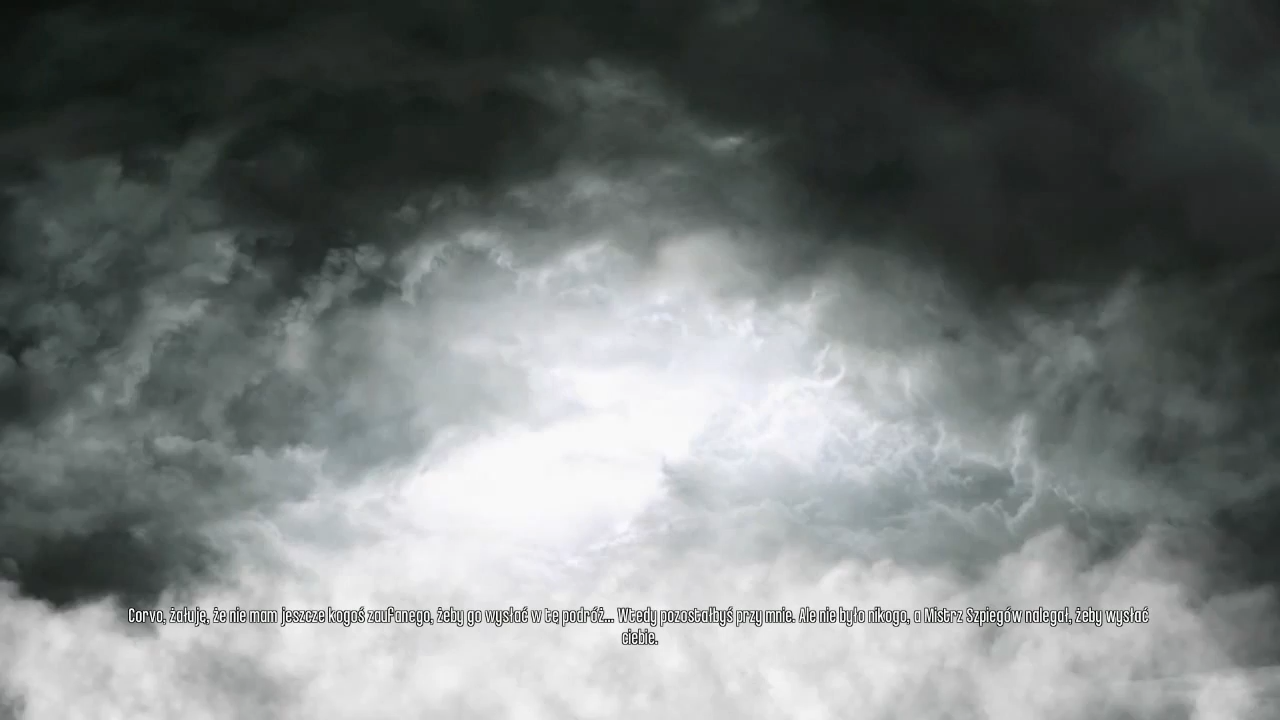 Corvo, żałuję, że nie mam jeszcze kogoś zaufanego, żeby go wysłać w tę podróż... Wtedy pozostałbyś przy mnie. Ale nie było nikogo, a Mistrz Szpiegów nalegał, żeby wysłać
ciebie.